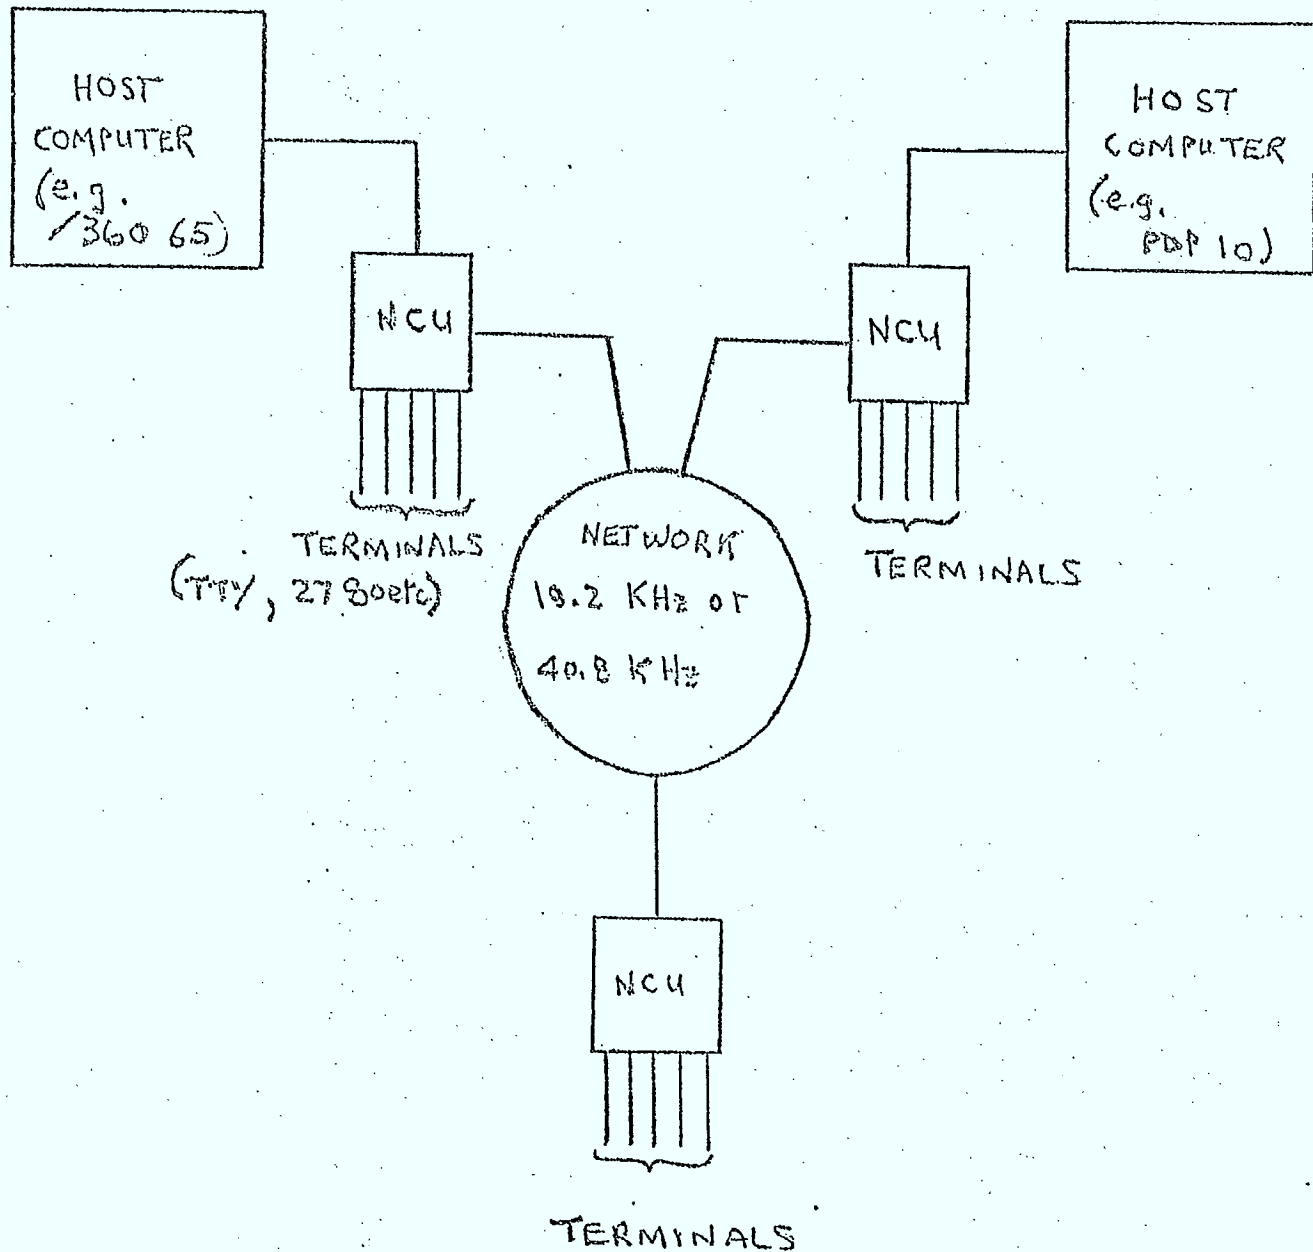 HOST
COMPUTER
(e.g.
/360 65)
HOST
COMPUTER
(e.g.
PDP 10)
NCU
NCU
TERMINALS
(TTY, 2780 etc)
TERMINALS
NETWORK
19.2 KHz or
40.8 KHz
NCU
TERMINALS